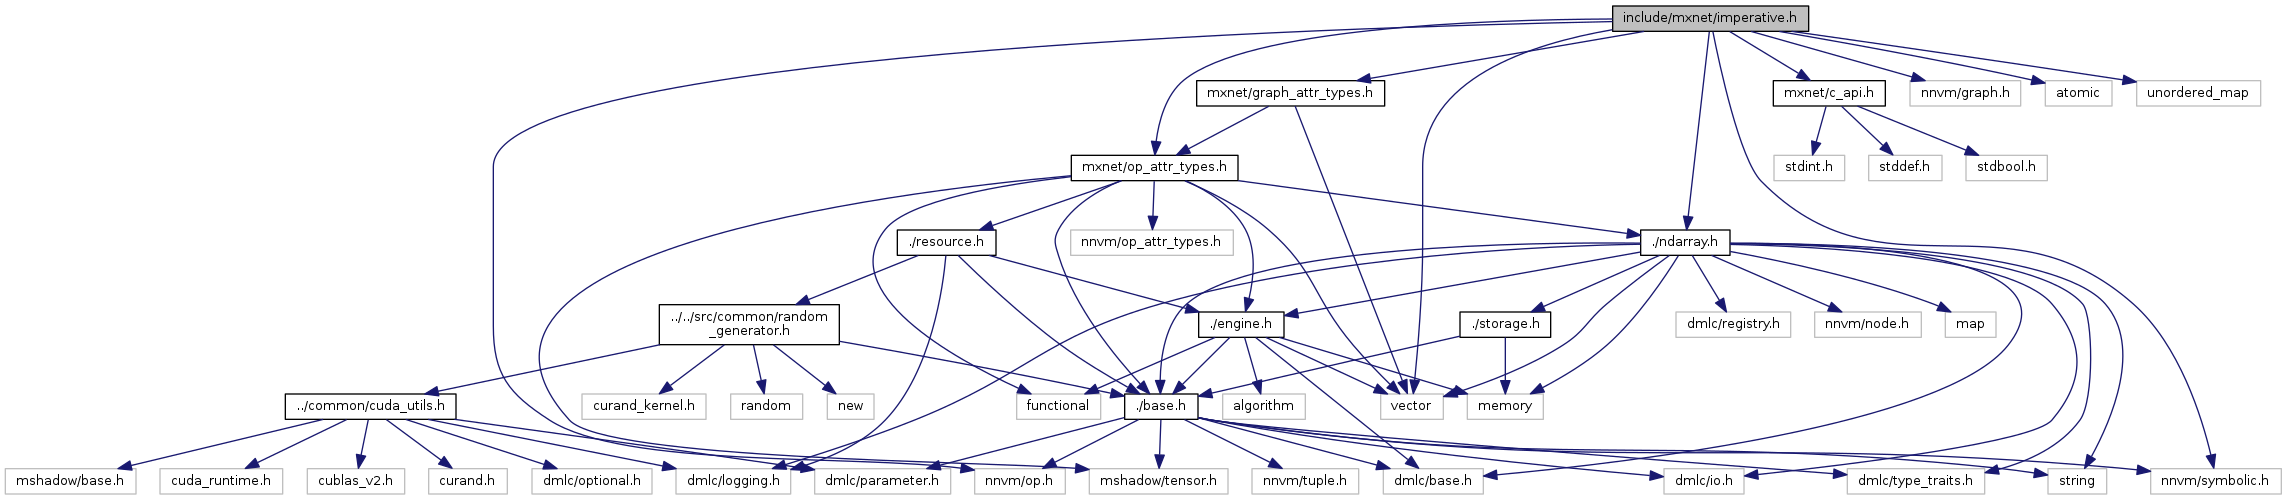 include/mxnet/imperative.h
mxnet/graph_attr_types.h
mxnet/c_api.h
nnvm/graph.h
atomic
unordered_map
mxnet/op_attr_types.h
stdint.h
stddef.h
stdbool.h
./resource.h
nnvm/op_attr_types.h
./ndarray.h
../../src/common/random
_generator.h
./engine.h
./storage.h
dmlc/registry.h
nnvm/node.h
map
../common/cuda_utils.h
curand_kernel.h
random
new
functional
./base.h
algorithm
vector
memory
mshadow/base.h
cuda_runtime.h
cublas_v2.h
curand.h
dmlc/optional.h
dmlc/logging.h
dmlc/parameter.h
nnvm/op.h
mshadow/tensor.h
nnvm/tuple.h
dmlc/base.h
dmlc/io.h
dmlc/type_traits.h
string
nnvm/symbolic.h